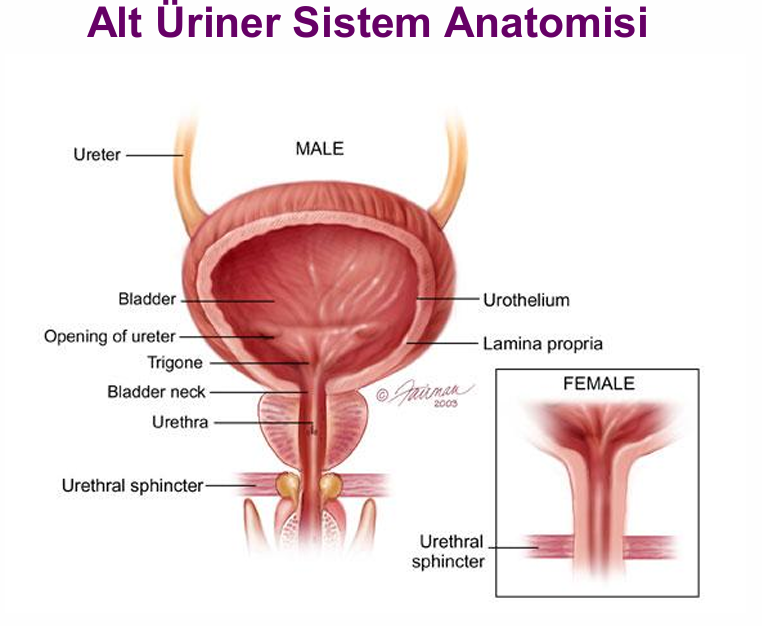 Alt Üriner Sistem Anatomisi
MALE
Ureter
Bladder
Urothelium
Opening of ureter
Lamina propria
Trigone
Bladder neck
Urethra
© Fairman
2003
Urethral sphincter
FEMALE
Urethral
sphincter